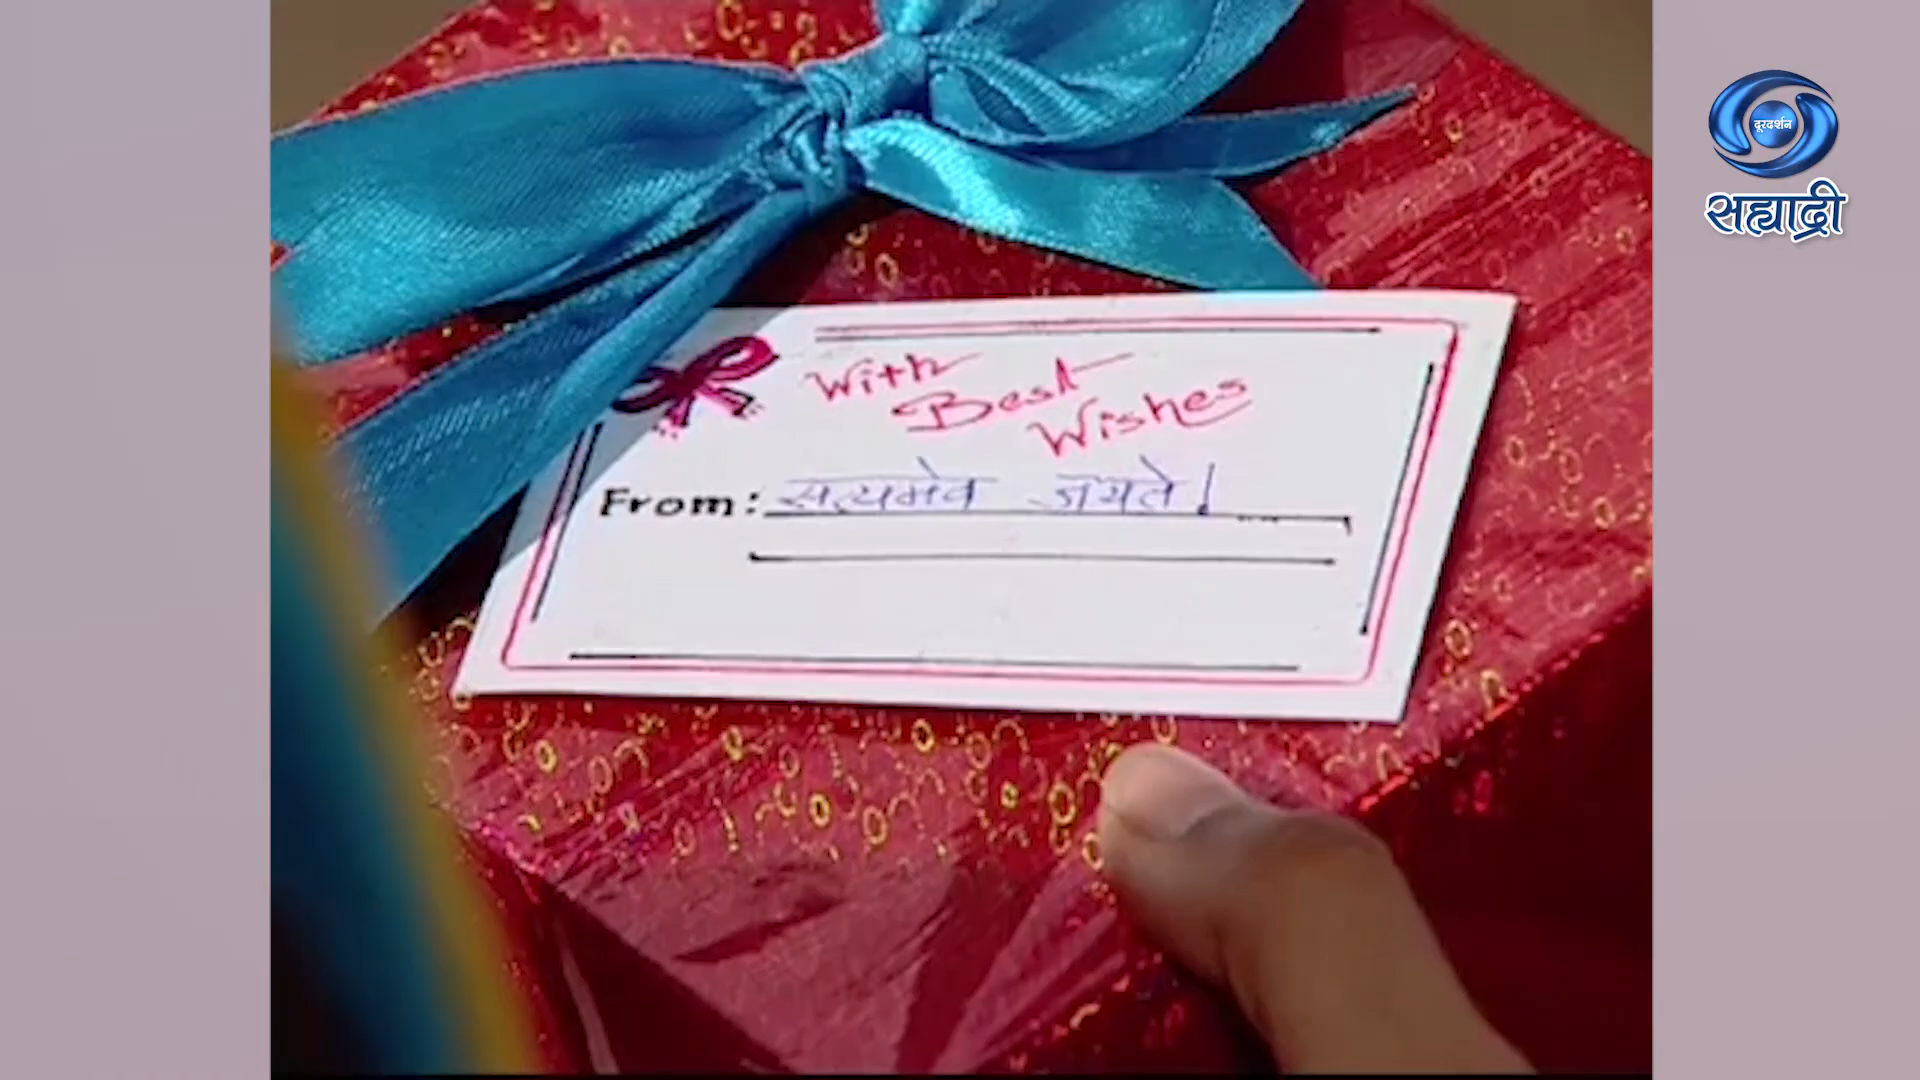 दूरदर्शन
सह्याद्री
With
Best
Wishes
From: सत्यमेव जयते!